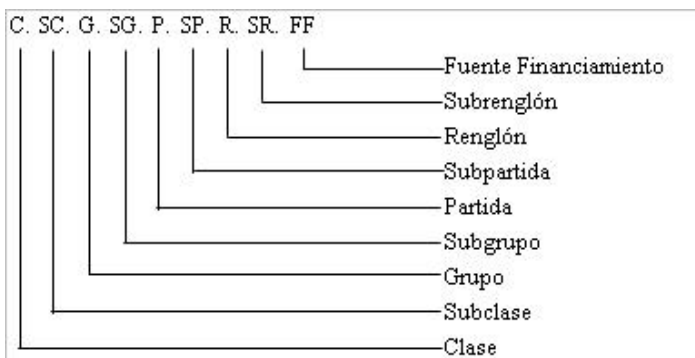 C. SC. G. SG. P. SP. R. SR. FF
Fuente Financiamiento
Subrenglón
Renglón
Subpartida
Partida
Subgrupo
Grupo
Subclase
Clase